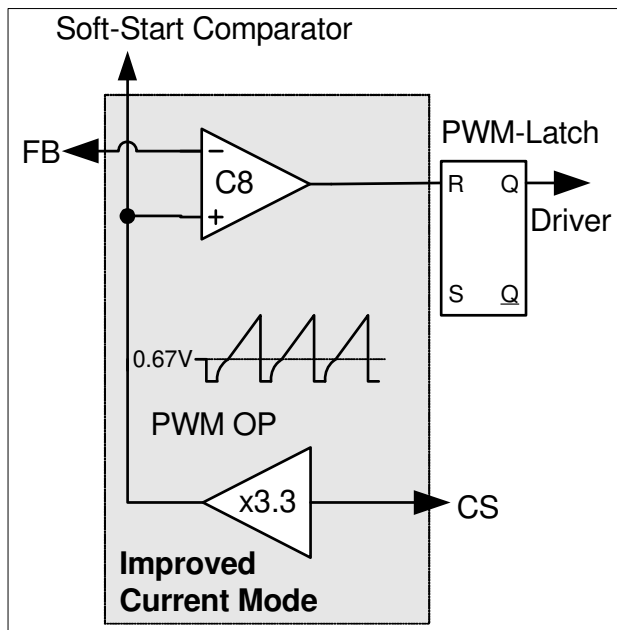 Soft-Start Comparator
FB
C8
PWM-Latch
R
Q
Driver
S
Q
0.67V
PWM OP
x3.3
CS
Improved
Current Mode